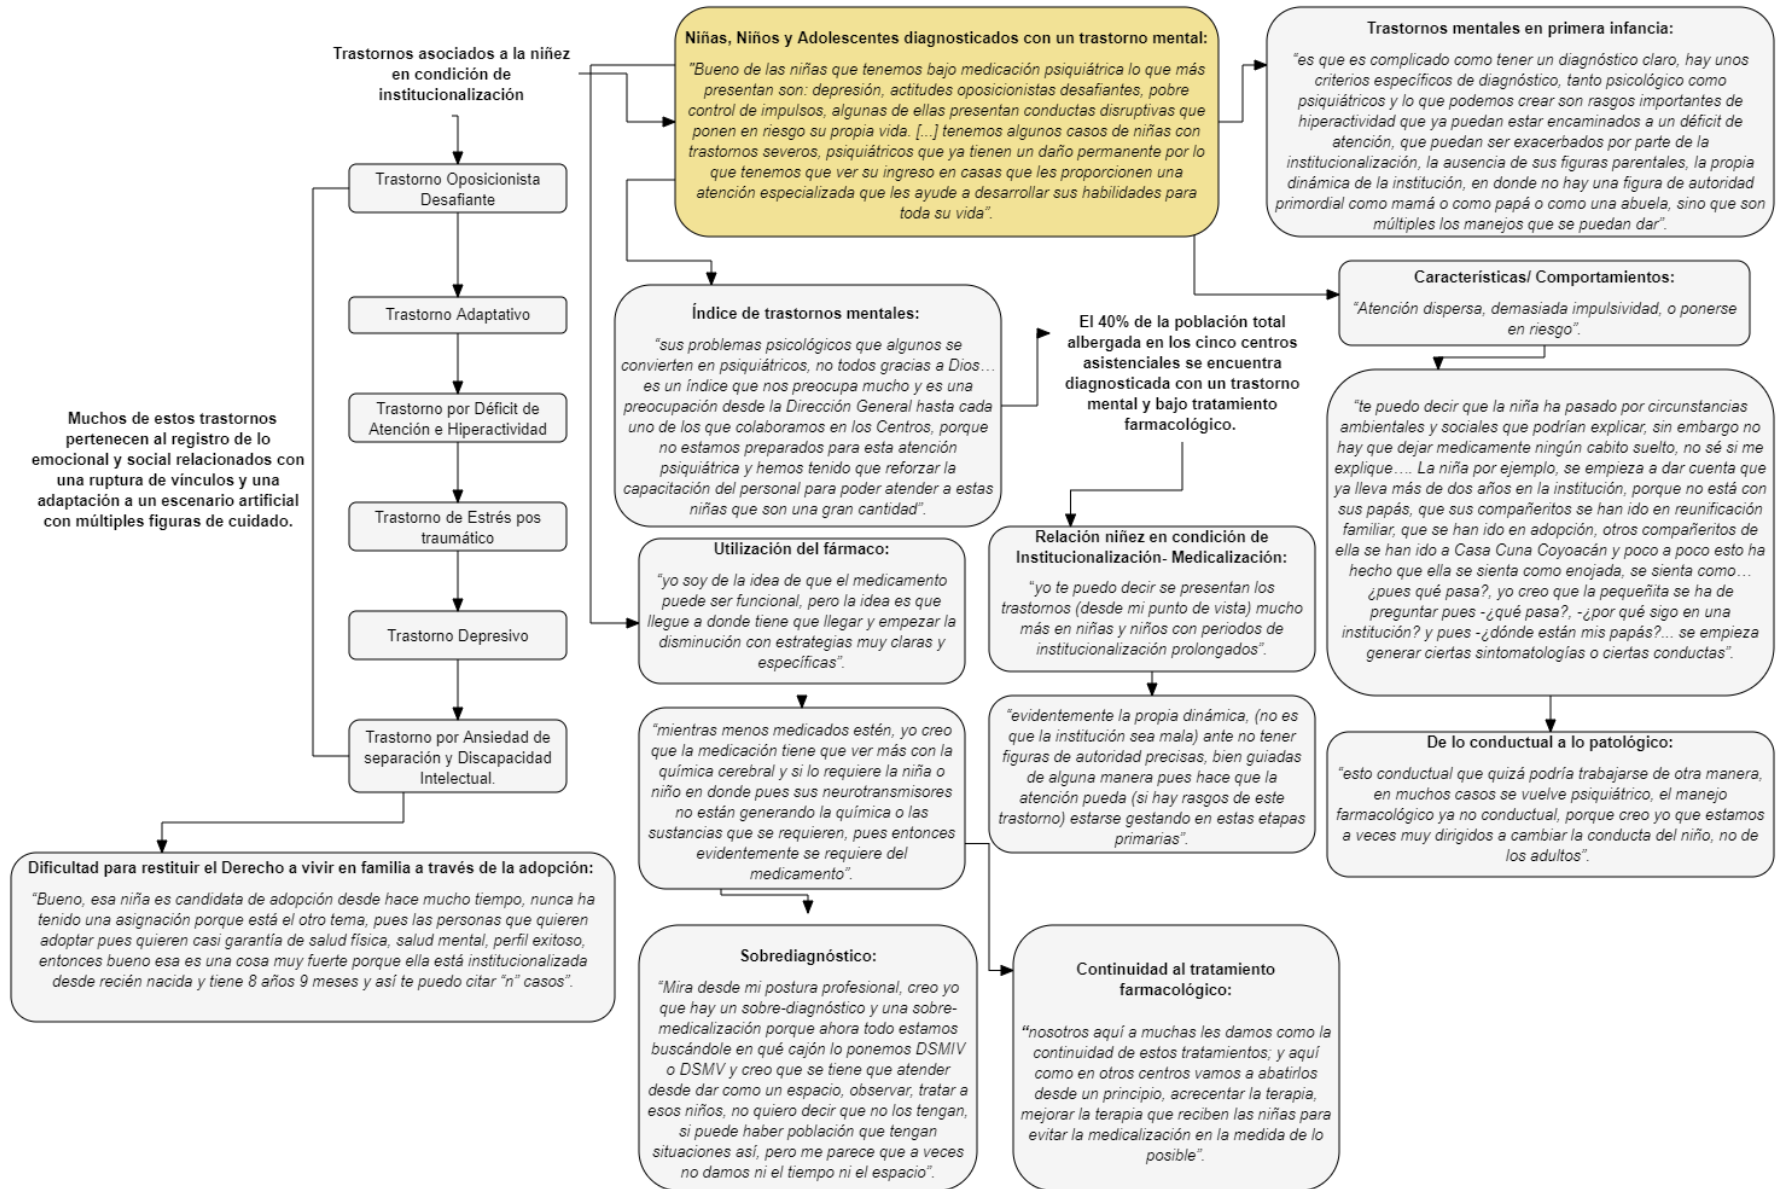 Trastornos asociados a la niñez
en condición de
institucionalización
Trastorno Oposicionista
Desafiante
Trastorno Adaptativo
Trastorno por Déficit de
Atención e Hiperactividad
Trastorno de Estrés pos
traumático
Trastorno Depresivo
Trastorno por Ansiedad de
separación y Discapacidad
Intelectual.
Muchos de estos trastornos
pertenecen al registro de lo
emocional y social relacionados con
una ruptura de vínculos y una
adaptación a un escenario artificial
con múltiples figuras de cuidado.
Dificultad para restituir el Derecho a vivir en familia a través de la adopción:
“Bueno, esa niña es candidata de adopción desde hace mucho tiempo, nunca ha
tenido una asignación porque está el otro tema, pues las personas que quieren
adoptar pues quieren casi garantía de salud física, salud mental, perfil exitoso,
entonces bueno esa es una cosa muy fuerte porque ella está institucionalizada
desde recién nacida y tiene 8 años 9 meses y así te puedo citar “n” casos”.
Niñas, Niños y Adolescentes diagnosticados con un trastorno mental:
"Bueno de las niñas que tenemos bajo medicación psiquiátrica lo que más
presentan son: depresión, actitudes oposicionistas desafiantes, pobre
control de impulsos, algunas de ellas presentan conductas disruptivas que
ponen en riesgo su propia vida. [...] tenemos algunos casos de niñas con
trastornos severos, psiquiátricos que ya tienen un daño permanente por lo
que tenemos que ver su ingreso en casas que les proporcionen una
atención especializada que les ayude a desarrollar sus habilidades para
toda su vida”.
Índice de trastornos mentales:
“sus problemas psicológicos que algunos se
convierten en psiquiátricos, no todos gracias a Dios…
es un índice que nos preocupa mucho y es una
preocupación desde la Dirección General hasta cada
uno de los que colaboramos en los Centros, porque
no estamos preparados para esta atención
psiquiátrica y hemos tenido que reforzar la
capacitación del personal para poder atender a estas
niñas que son una gran cantidad”.
El 40% de la población total
albergada en los cinco centros
asistenciales se encuentra
diagnosticada con un trastorno
mental y bajo tratamiento
farmacológico.
Utilización del fármaco:
“yo soy de la idea de que el medicamento
puede ser funcional, pero la idea es que
llegue a donde tiene que llegar y empezar la
disminución con estrategias muy claras y
específicas”.
“mientras menos medicados estén, yo creo
que la medicación tiene que ver más con la
química cerebral y si lo requiere la niña o
niño en donde pues sus neurotransmisores
no están generando la química o las
sustancias que se requieren, pues entonces
evidentemente se requiere del
medicamento”.
Sobrediagnóstico:
“Mira desde mi postura profesional, creo yo
que hay un sobre-diagnóstico y una sobre-
medicalización porque ahora todo estamos
buscándole en qué cajón lo ponemos DSMIV
o DSMV y creo que se tiene que atender
desde dar como un espacio, observar, tratar a
esos niños, no quiero decir que no los tengan,
si puede haber población que tengan
situaciones así, pero me parece que a veces
no damos ni el tiempo ni el espacio”.
Relación niñez en condición de
Institucionalización- Medicalización:
“yo te puedo decir se presentan los
trastornos (desde mi punto de vista) mucho
más en niñas y niños con periodos de
institucionalización prolongados”.
“evidentemente la propia dinámica, (no es
que la institución sea mala) ante no tener
figuras de autoridad precisas, bien guiadas
de alguna manera pues hace que la
atención pueda (si hay rasgos de este
trastorno) estarse gestando en estas etapas
primarias”.
Continuidad al tratamiento
farmacológico:
“nosotros aquí a muchas les damos como la
continuidad de estos tratamientos; y aquí
como en otros centros vamos a abatirlos
desde un principio, acrecentar la terapia,
mejorar la terapia que reciben las niñas para
evitar la medicalización en la medida de lo
posible”.
Trastornos mentales en primera infancia:
“es que es complicado como tener un diagnóstico claro, hay unos
criterios específicos de diagnóstico, tanto psicológico como
psiquiátricos y lo que podemos crear son rasgos importantes de
hiperactividad que ya puedan estar encaminados a un déficit de
atención, que puedan ser exacerbados por parte de la
institucionalización, la ausencia de sus figuras parentales, la propia
dinámica de la institución, en donde no hay una figura de autoridad
primordial como mamá o como papá o como una abuela, sino que son
múltiples los manejos que se puedan dar”.
Características/ Comportamientos:
“Atención dispersa, demasiada impulsividad, o ponerse
en riesgo”.
“te puedo decir que la niña ha pasado por circunstancias
ambientales y sociales que podrían explicar, sin embargo no
hay que dejar medicamente ningún cabito suelto, no sé si me
explique…. La niña por ejemplo, se empieza a dar cuenta que
ya lleva más de dos años en la institución, porque no está con
sus papás, que sus compañeritos se han ido en reunificación
familiar, que se han ido en adopción, otros compañeritos de
ella se han ido a Casa Cuna Coyoacán y poco a poco esto ha
hecho que ella se sienta como enojada, se sienta como…
¿pues qué pasa?, yo creo que la pequeñita se ha de
preguntar pues -¿qué pasa?, -¿por qué sigo en una
institución? y pues -¿dónde están mis papás?... se empieza
generar ciertas sintomatologías o ciertas conductas”.
De lo conductual a lo patológico:
“esto conductual que quizá podría trabajarse de otra manera,
en muchos casos se vuelve psiquiátrico, el manejo
farmacológico ya no conductual, porque creo yo que estamos
a veces muy dirigidos a cambiar la conducta del niño, no de
los adultos”.